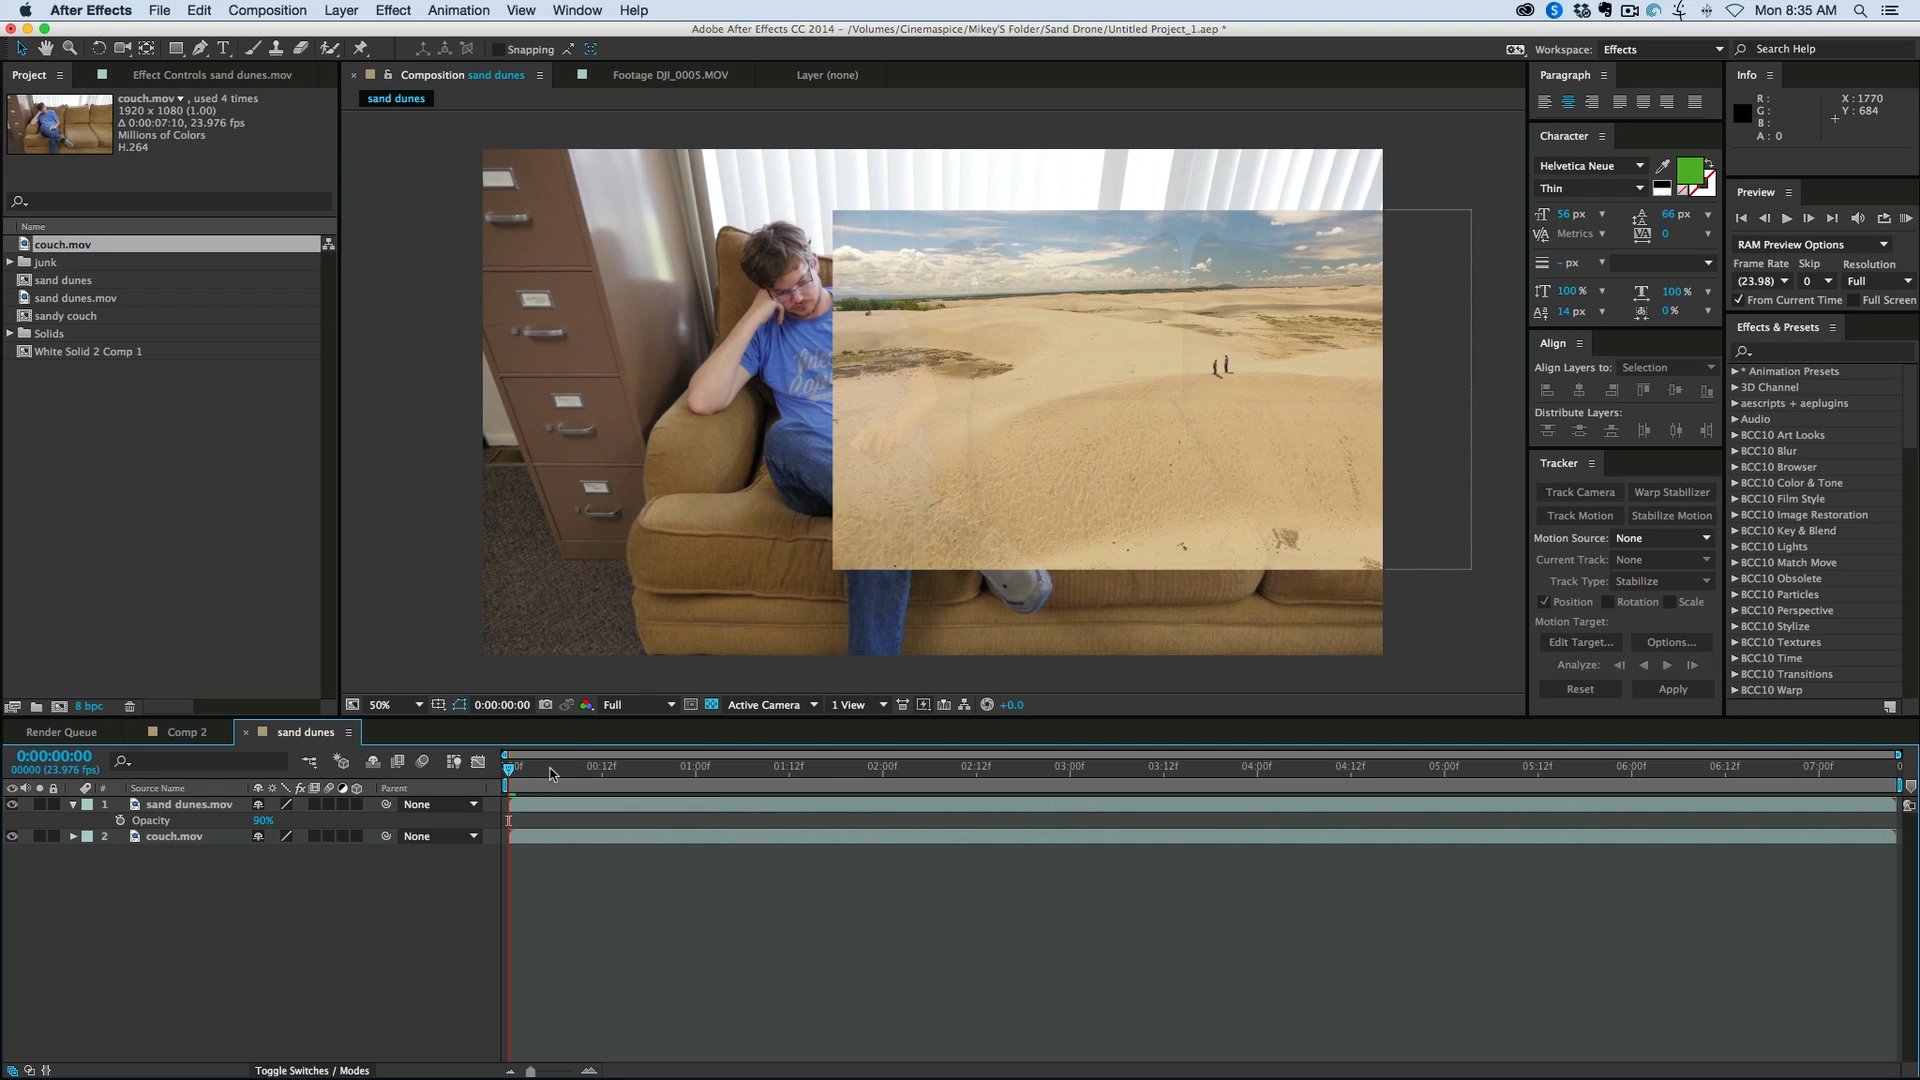 After Effects File Edit Composition Layer Effect Animation View Window Help Mon 8:35 AM
Adobe After Effects CC 2014 - /Volumes/Cinemaspice/Mikey'S Folder/Sand Drone/Untitled Project_1.aep *
Snapping Workspace: Effects Search Help
Project Effect Controls sand dunes.mov Composition sand dunes Footage DJI_0005.MOV Layer (none)
couch.mov , used 4 times
1920 x 1080 (1.00)
Δ 0:00:07:10, 23.976 fps
Millions of Colors
H.264
sand dunes
Name
couch.mov
junk
sand dunes
sand dunes.mov
sandy couch
Solids
White Solid 2 Comp 1
8 bpc
50% 0:00:00:00 Full Active Camera 1 View +0.0
Paragraph
Character
Helvetica Neue
Thin
56 px 66 px
Metrics 0
- px
100 % 100 %
14 px 0 %
Align
Align Layers to: Selection
Distribute Layers:
Tracker
Track Camera Warp Stabilizer
Track Motion Stabilize Motion
Motion Source: None
Current Track: None
Track Type: Stabilize
Position Rotation Scale
Motion Target:
Edit Target... Options...
Analyze:
Reset Apply
Info
R : X : 1770
G : Y : 684
B :
A : 0
Preview
RAM Preview Options
Frame Rate Skip Resolution
(23.98) 0 Full
From Current Time Full Screen
Effects & Presets
* Animation Presets
3D Channel
aescripts + aeplugins
Audio
BCC10 Art Looks
BCC10 Blur
BCC10 Browser
BCC10 Color & Tone
BCC10 Film Style
BCC10 Image Restoration
BCC10 Key & Blend
BCC10 Lights
BCC10 Match Move
BCC10 Obsolete
BCC10 Particles
BCC10 Perspective
BCC10 Stylize
BCC10 Textures
BCC10 Time
BCC10 Transitions
BCC10 Warp
Render Queue Comp 2 sand dunes
0:00:00:00
00000 (23.976 fps)
00:12f 01:00f 01:12f 02:00f 02:12f 03:00f 03:12f 04:00f 04:12f 05:00f 05:12f 06:00f 06:12f 07:00f
# Source Name Parent
1 sand dunes.mov None
Opacity 90%
2 couch.mov None
Toggle Switches / Modes